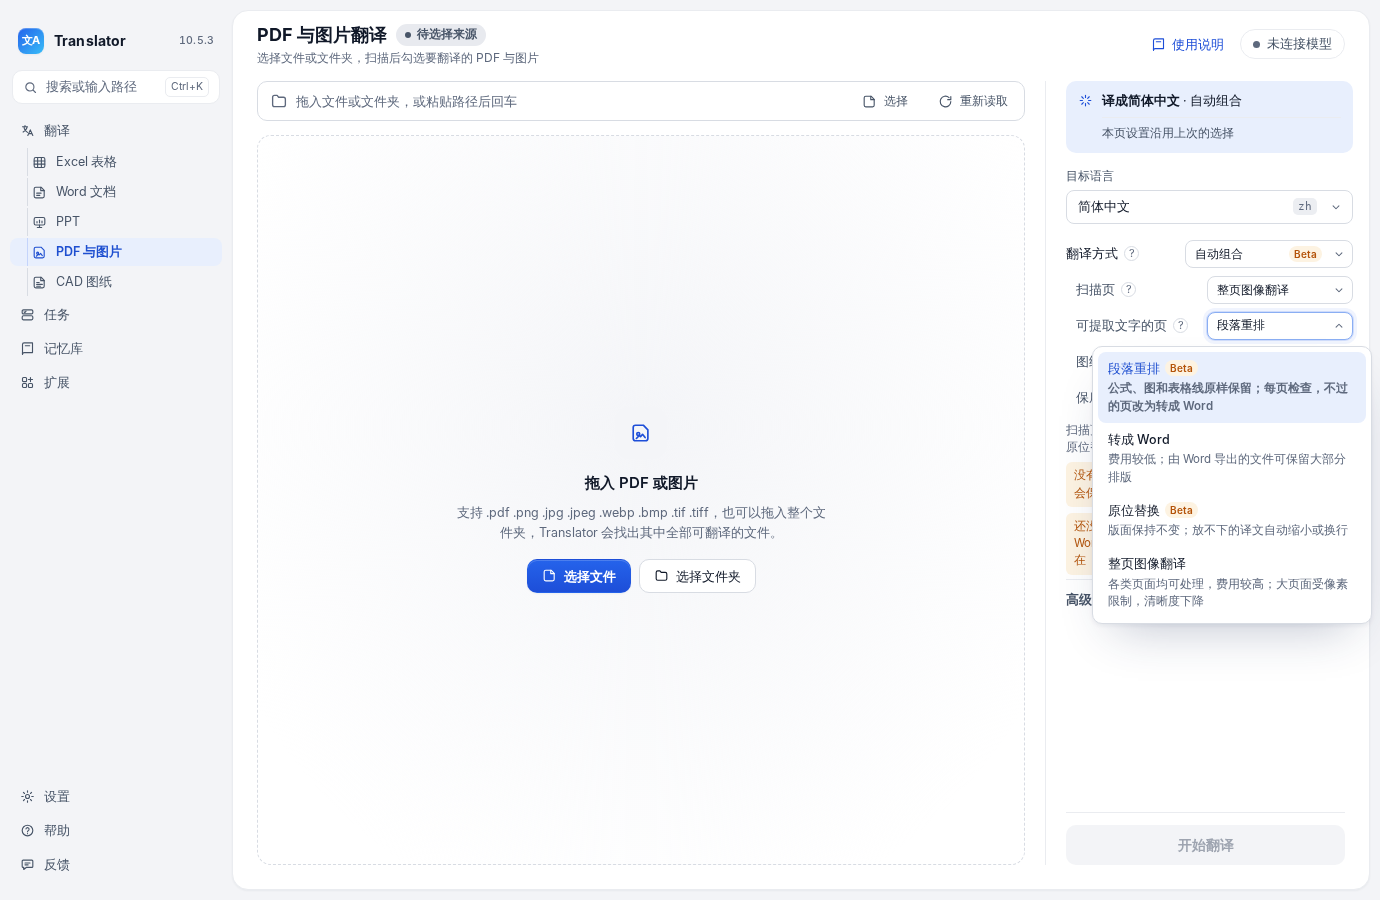 文A Translator 10.5.3
搜索或输入路径 Ctrl+K
翻译
Excel 表格
Word 文档
PPT
PDF 与图片
CAD 图纸
任务
记忆库
扩展
设置
帮助
反馈
PDF 与图片翻译 待选择来源
选择文件或文件夹，扫描后勾选要翻译的 PDF 与图片
使用说明 未连接模型
拖入文件或文件夹，或粘贴路径后回车 选择 重新读取
拖入 PDF 或图片
支持 .pdf .png .jpg .jpeg .webp .bmp .tif .tiff，也可以拖入整个文
件夹，Translator 会找出其中全部可翻译的文件。
选择文件 选择文件夹
译成简体中文 · 自动组合
本页设置沿用上次的选择
目标语言
简体中文 zh
翻译方式 ? 自动组合 Beta
扫描页 ? 整页图像翻译
可提取文字的页 ? 段落重排
扫描
原位
没有
还没
Wo
在
高级
段落重排 Beta
公式、图和表格线原样保留；每页检查，不过
的页改为转成 Word
转成 Word
费用较低；由 Word 导出的文件可保留大部分
排版
原位替换 Beta
版面保持不变；放不下的译文自动缩小或换行
整页图像翻译
各类页面均可处理，费用较高；大页面受像素
限制，清晰度下降
开始翻译